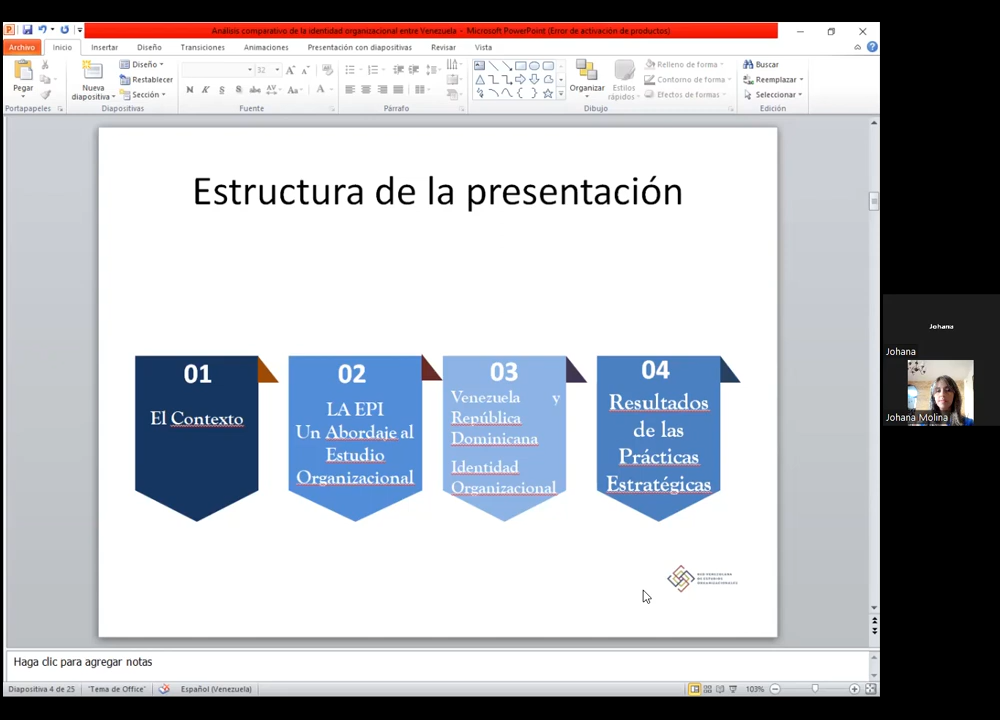 Análisis comparativo de la identidad organizacional entre Venezuela - Microsoft PowerPoint (Error de activación de productos)
Archivo Inicio Insertar Diseño Transiciones Animaciones Presentación con diapositivas Revisar Vista
Pegar
Portapapeles
Nueva diapositiva
Diseño
Restablecer
Sección
Diapositivas
32
N K S S abc AV Aa A
Fuente
Párrafo
Organizar
Estilos rápidos
Relleno de forma
Contorno de forma
Efectos de formas
Dibujo
Buscar
Reemplazar
Seleccionar
Edición
Estructura de la presentación
01
El Contexto
02
LA EPI
Un Abordaje al
Estudio
Organizacional
03
Venezuela y
República
Dominicana
Identidad
Organizacional
04
Resultados
de las
Prácticas
Estratégicas
Haga clic para agregar notas
Diapositiva 4 de 25 "Tema de Office" Español (Venezuela) 103%
Johana
Johana
Johana Molina